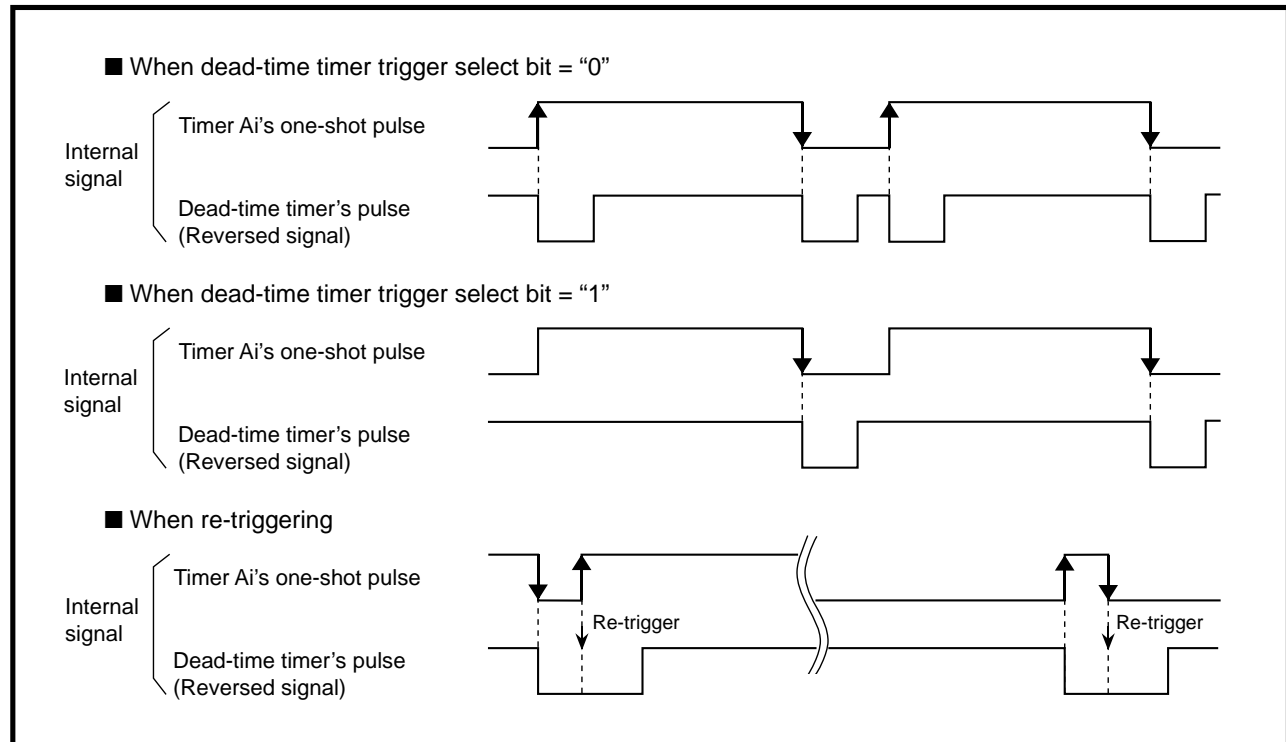 ■ When dead-time timer trigger select bit = “0”
Internal
signal
Timer Ai's one-shot pulse
Dead-time timer's pulse
(Reversed signal)
■ When dead-time timer trigger select bit = “1”
Internal
signal
Timer Ai's one-shot pulse
Dead-time timer's pulse
(Reversed signal)
■ When re-triggering
Internal
signal
Timer Ai's one-shot pulse
Re-trigger
Re-trigger
Dead-time timer's pulse
(Reversed signal)